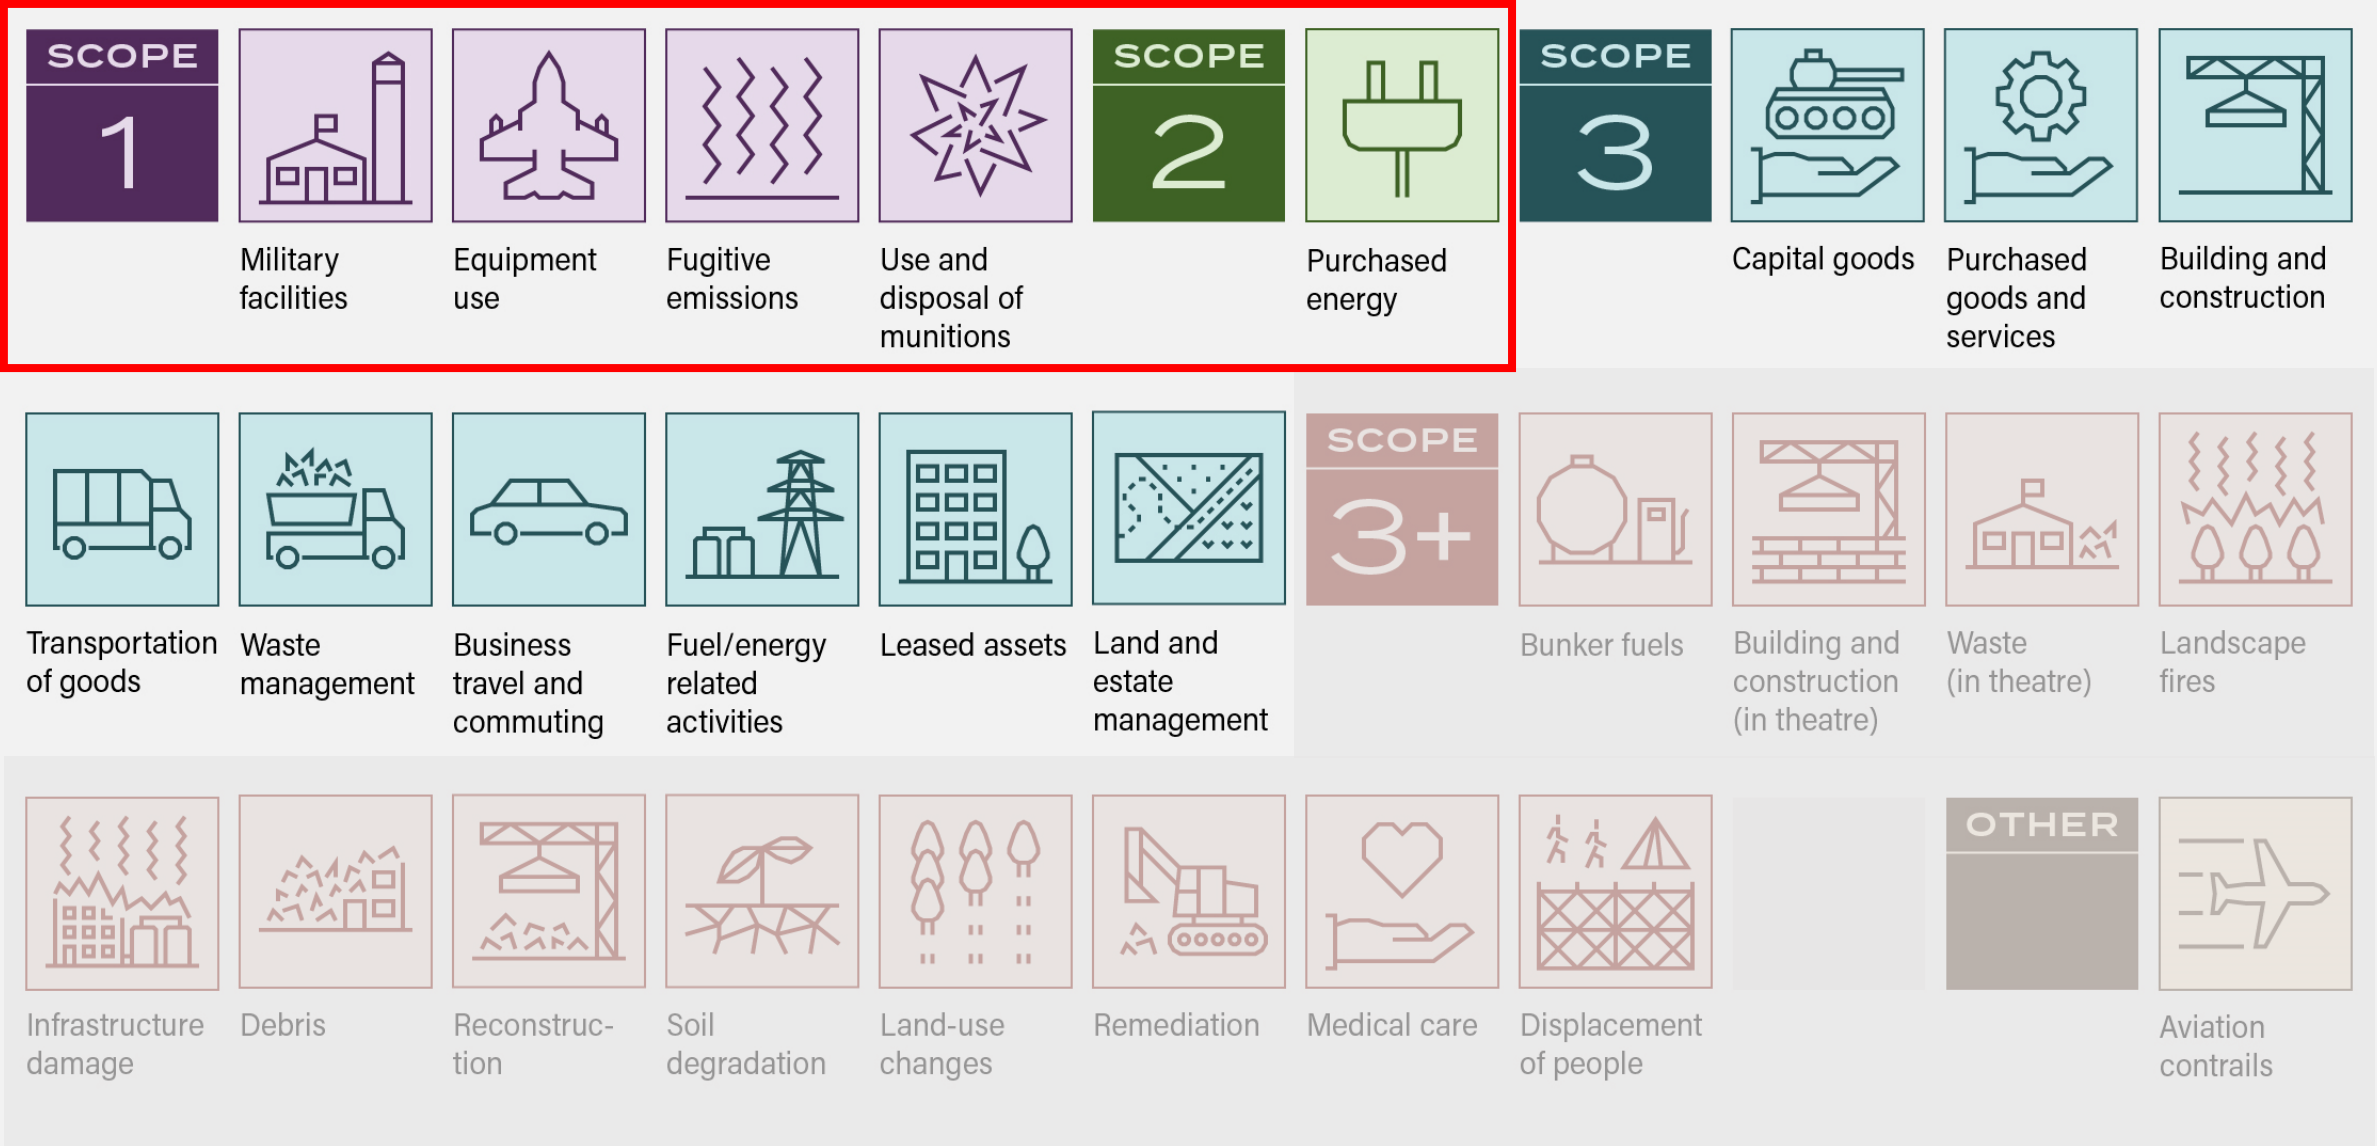 SCOPE
1
Military
facilities
Equipment
use
Fugitive
emissions
Use and
disposal of
munitions
SCOPE
2
Purchased
energy
SCOPE
3
Capital goods
Purchased
goods and
services
Building and
construction
Transportation
of goods
Waste
management
Business
travel and
commuting
Fuel/energy
related
activities
Leased assets
Land and
estate
management
SCOPE
3+
Bunker fuels
Building and
construction
(in theatre)
Waste
(in theatre)
Landscape
fires
Infrastructure
damage
Debris
Reconstruc-
tion
Soil
degradation
Land-use
changes
Remediation
Medical care
Displacement
of people
OTHER
Aviation
contrails